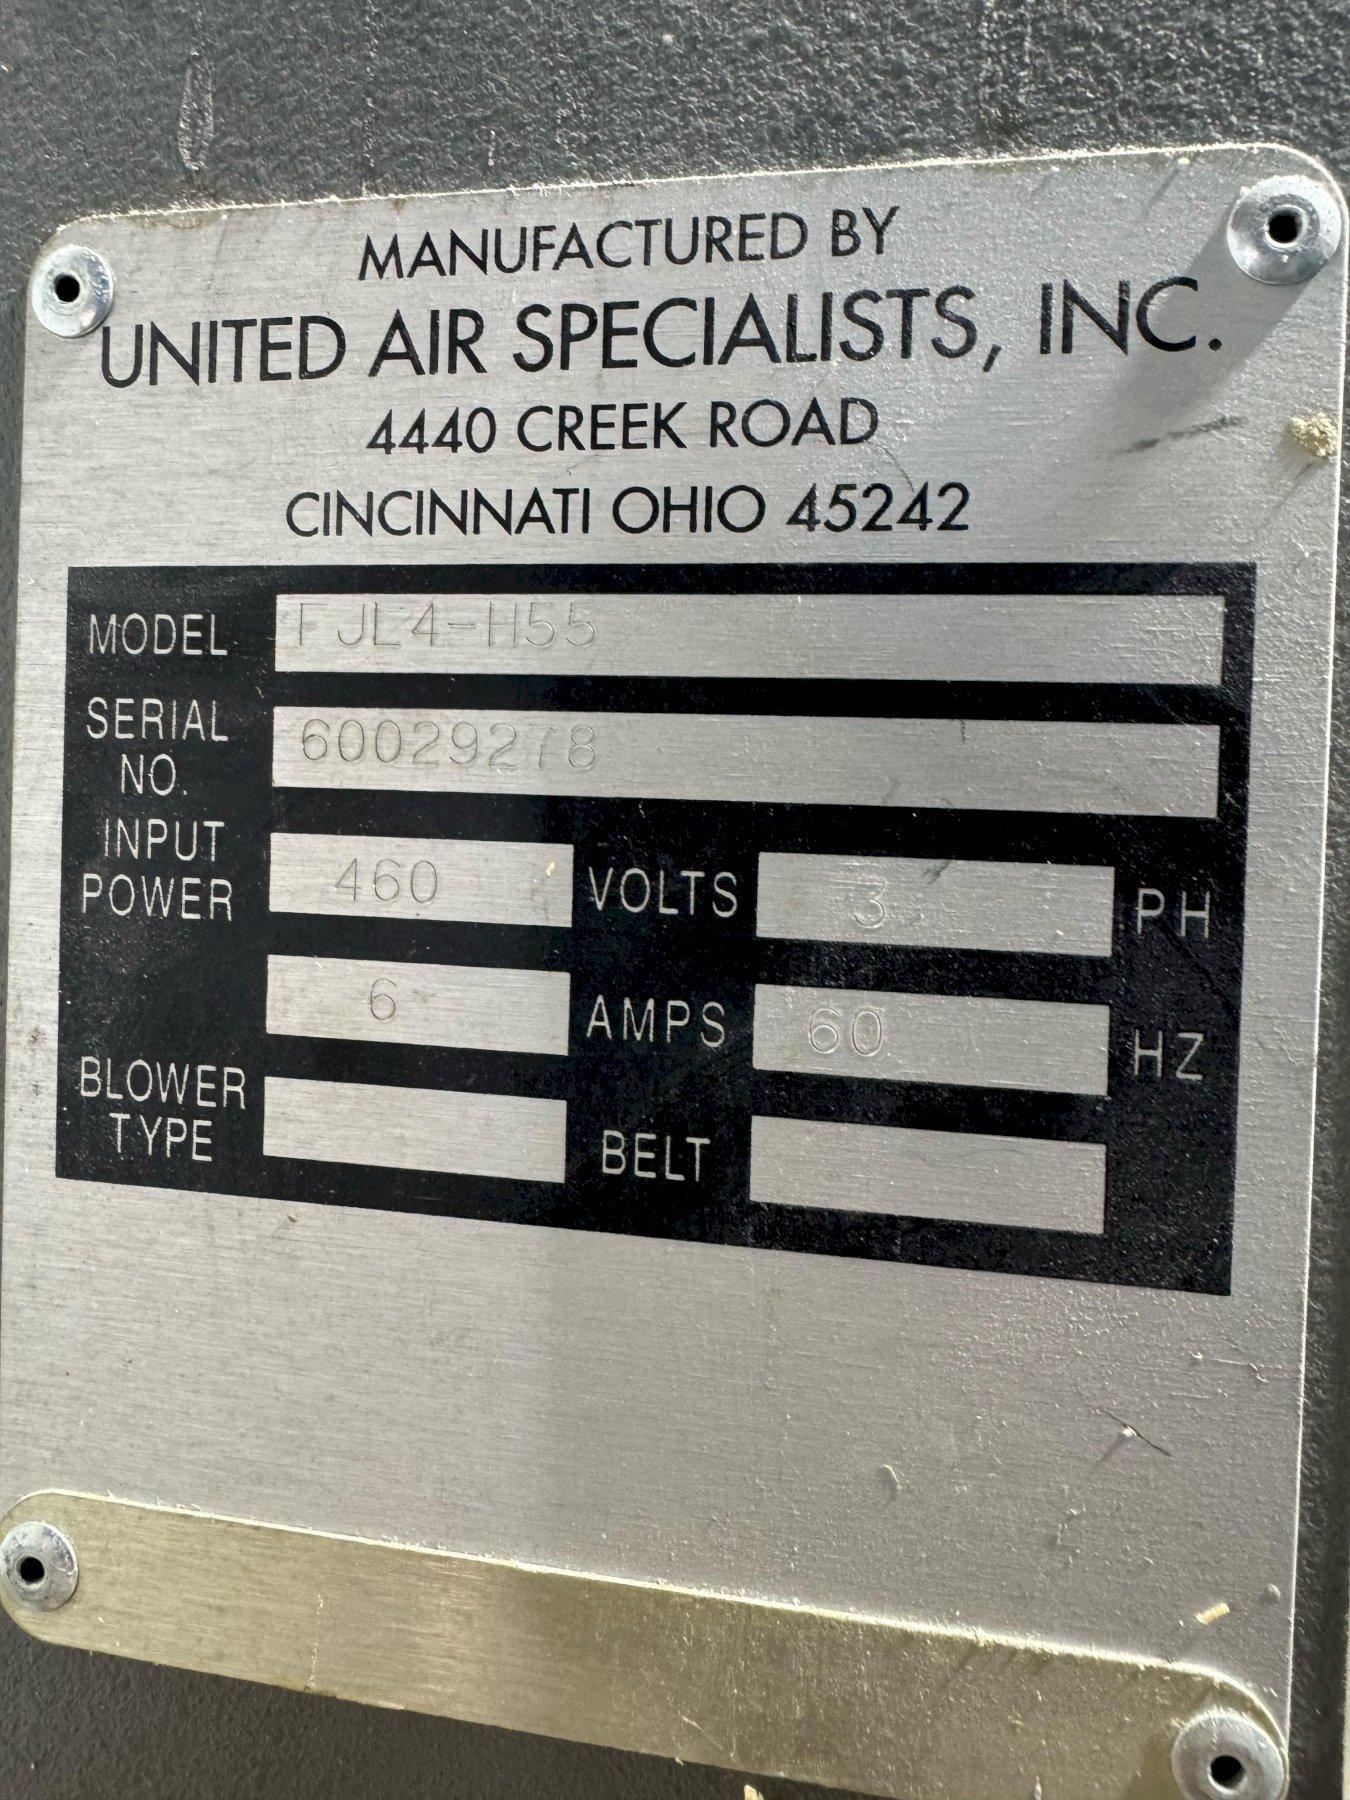 MANUFACTURED BY
UNITED AIR SPECIALISTS, INC.
4440 CREEK ROAD
CINCINNATI OHIO 45242
MODEL FJL4-H55
SERIAL NO. 60029278
INPUT POWER 460 VOLTS 3 PH
6 AMPS 60 HZ
BLOWER TYPE BELT